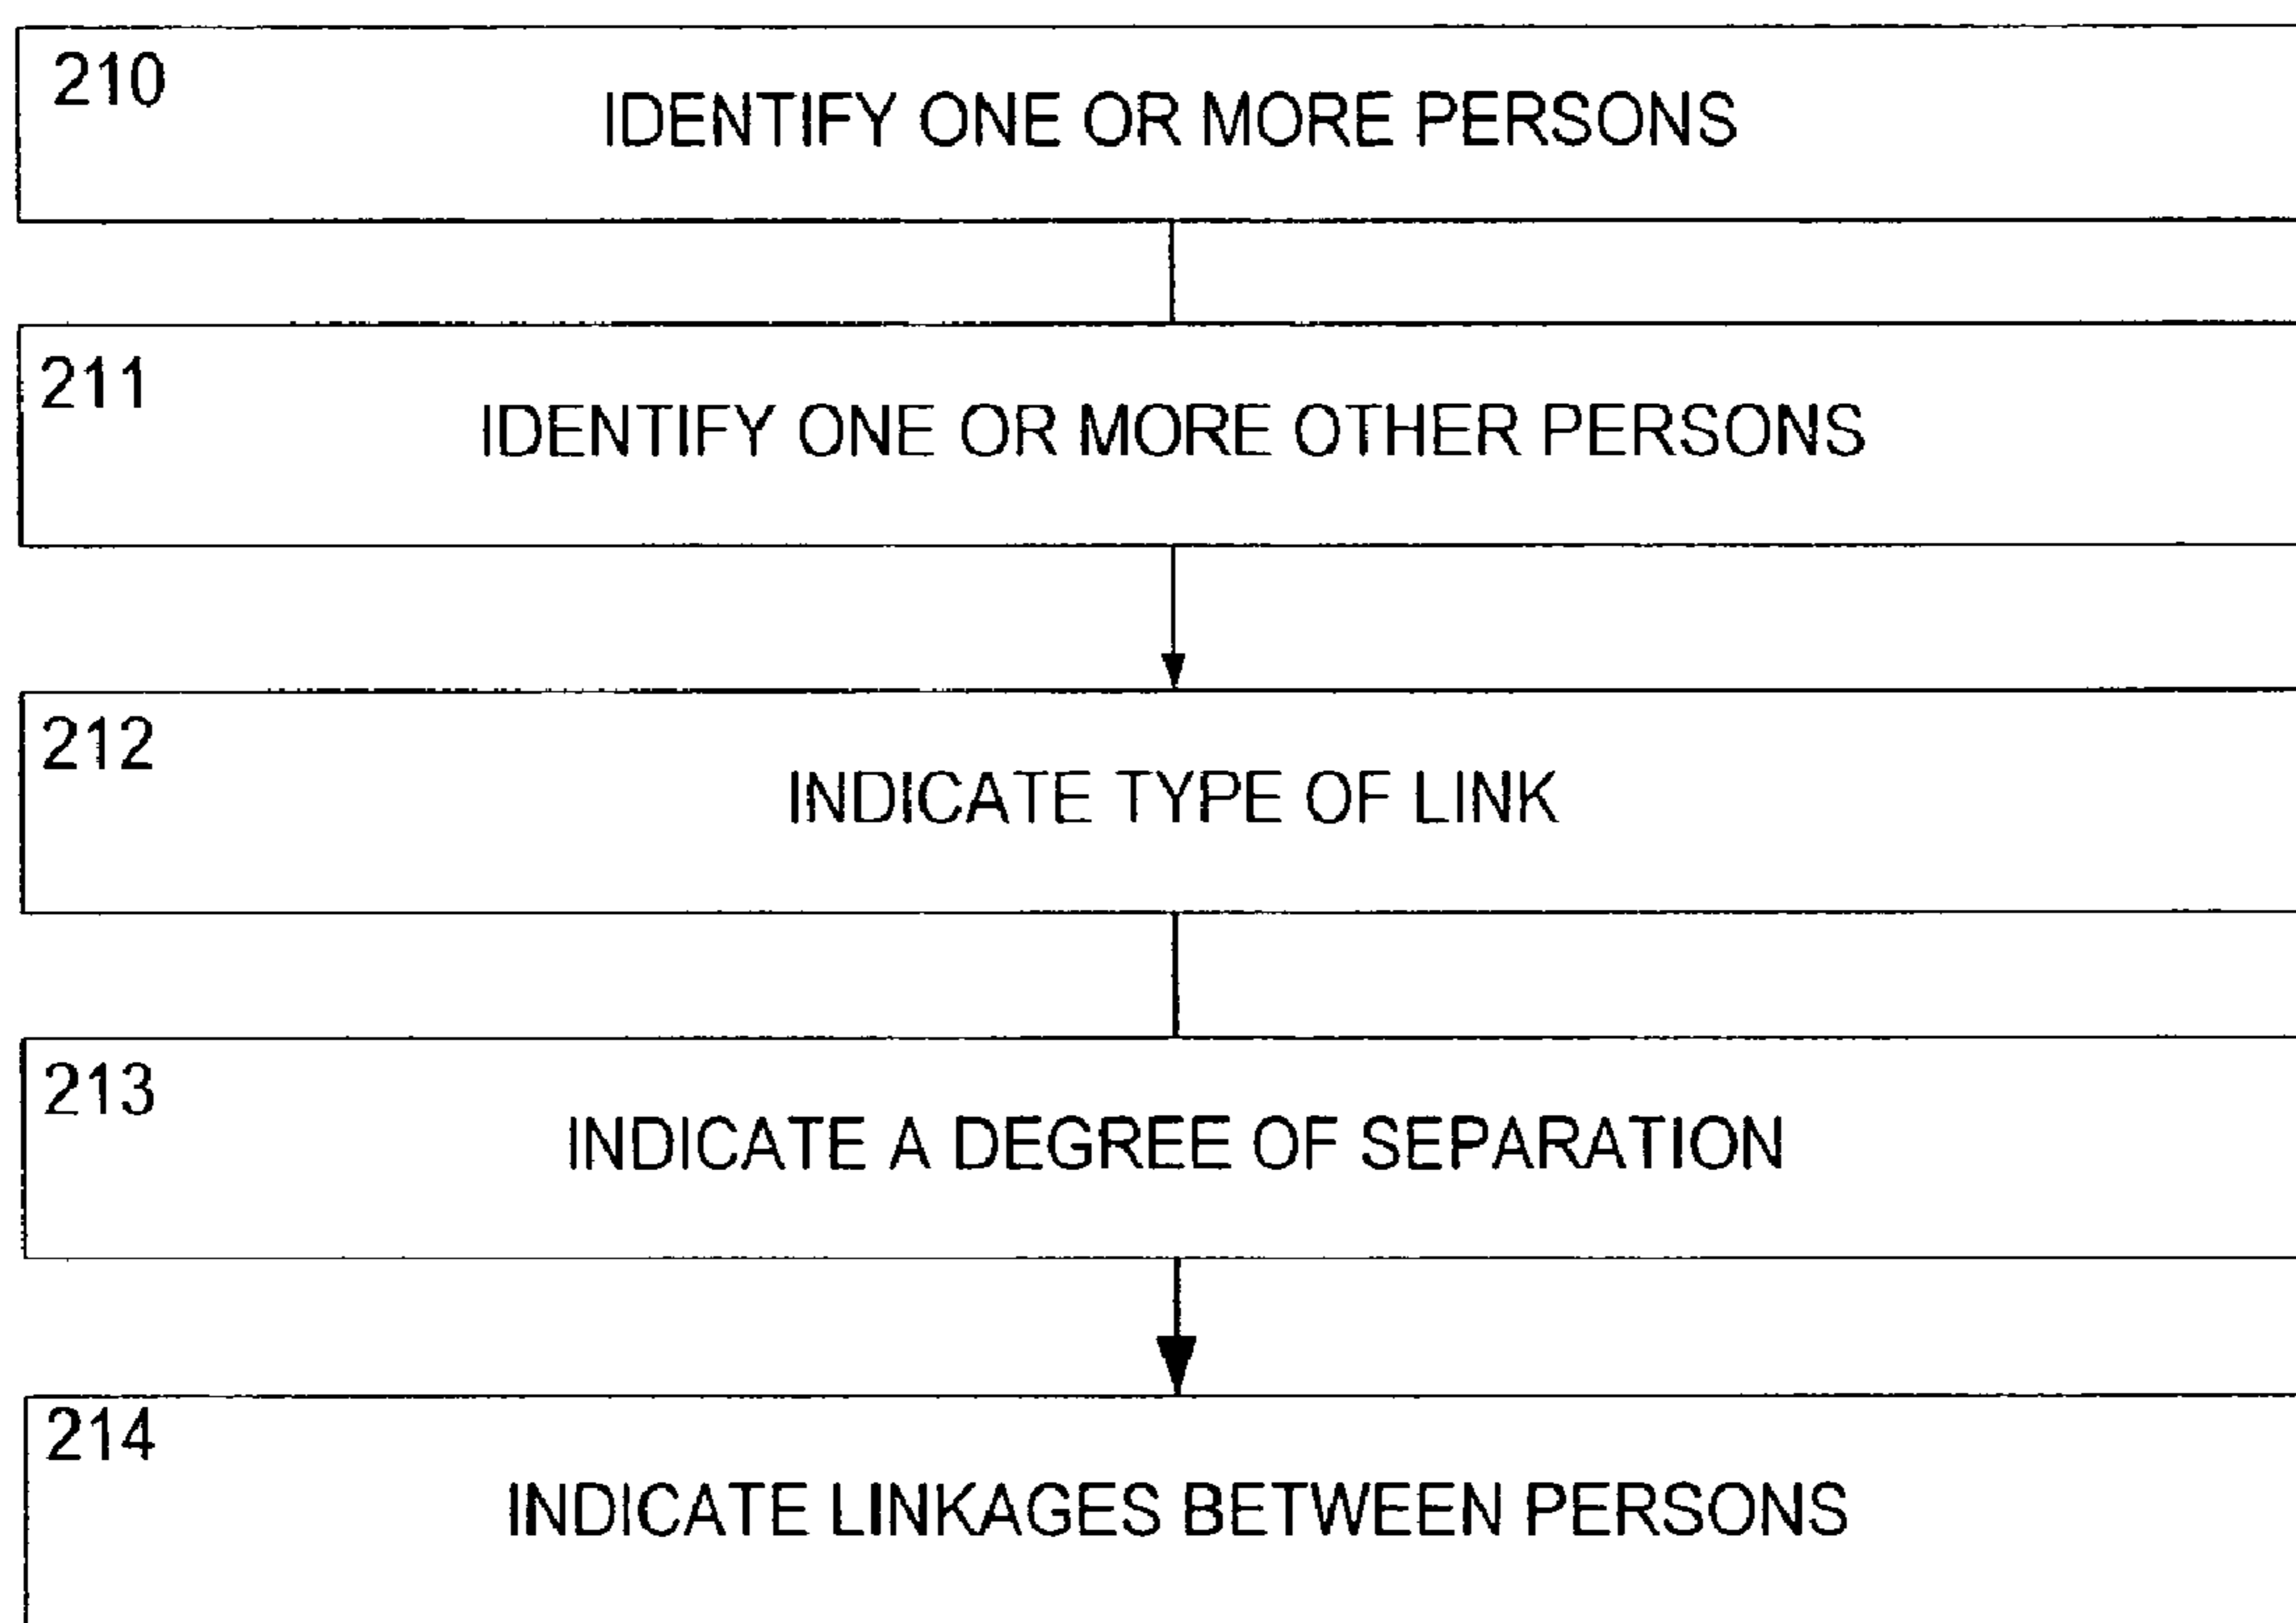 210
IDENTIFY ONE OR MORE PERSONS
211
IDENTIFY ONE OR MORE OTHER PERSONS
212
INDICATE TYPE OF LINK
213
INDICATE A DEGREE OF SEPARATION
214
INDICATE LINKAGES BETWEEN PERSONS